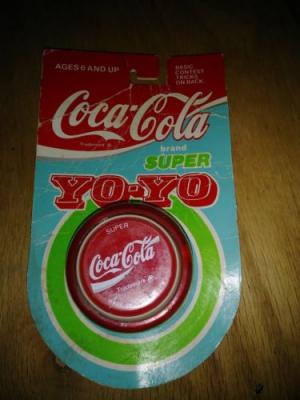 AGES 6 AND UP
BASIC
CONTEST
TRICKS
ON BACK.
Coca-Cola
Trademark ®
brand
SUPER
YO-YO
SUPER
Coca-Cola
Trademark ®